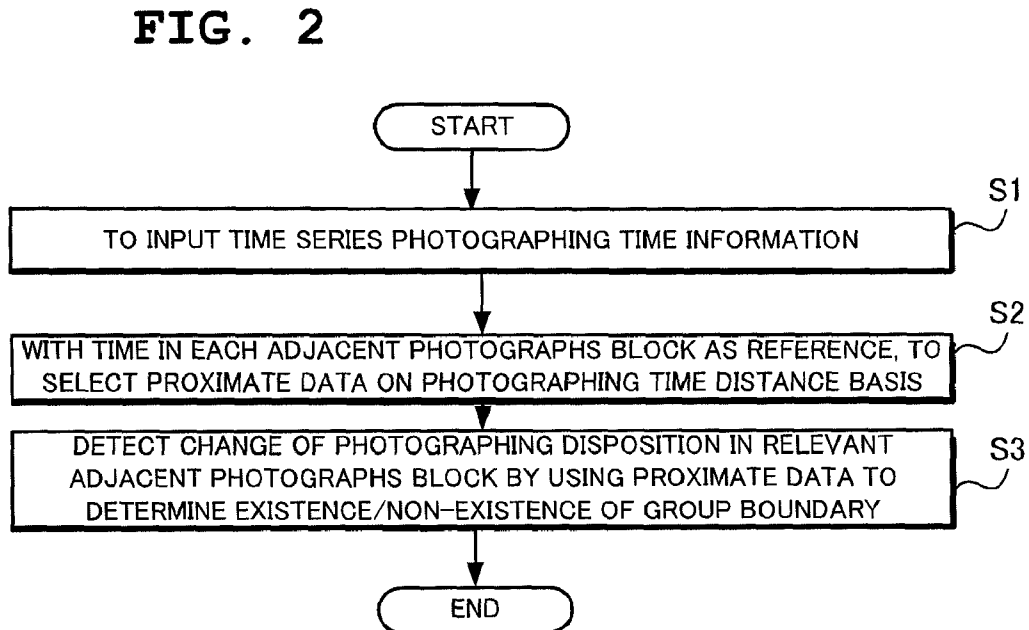 FIG. 2
START
S1
TO INPUT TIME SERIES PHOTOGRAPHING TIME INFORMATION
S2
WITH TIME IN EACH ADJACENT PHOTOGRAPHS BLOCK AS REFERENCE, TO
SELECT PROXIMATE DATA ON PHOTOGRAPHING TIME DISTANCE BASIS
S3
DETECT CHANGE OF PHOTOGRAPHING DISPOSITION IN RELEVANT
ADJACENT PHOTOGRAPHS BLOCK BY USING PROXIMATE DATA TO
DETERMINE EXISTENCE/NON-EXISTENCE OF GROUP BOUNDARY
END